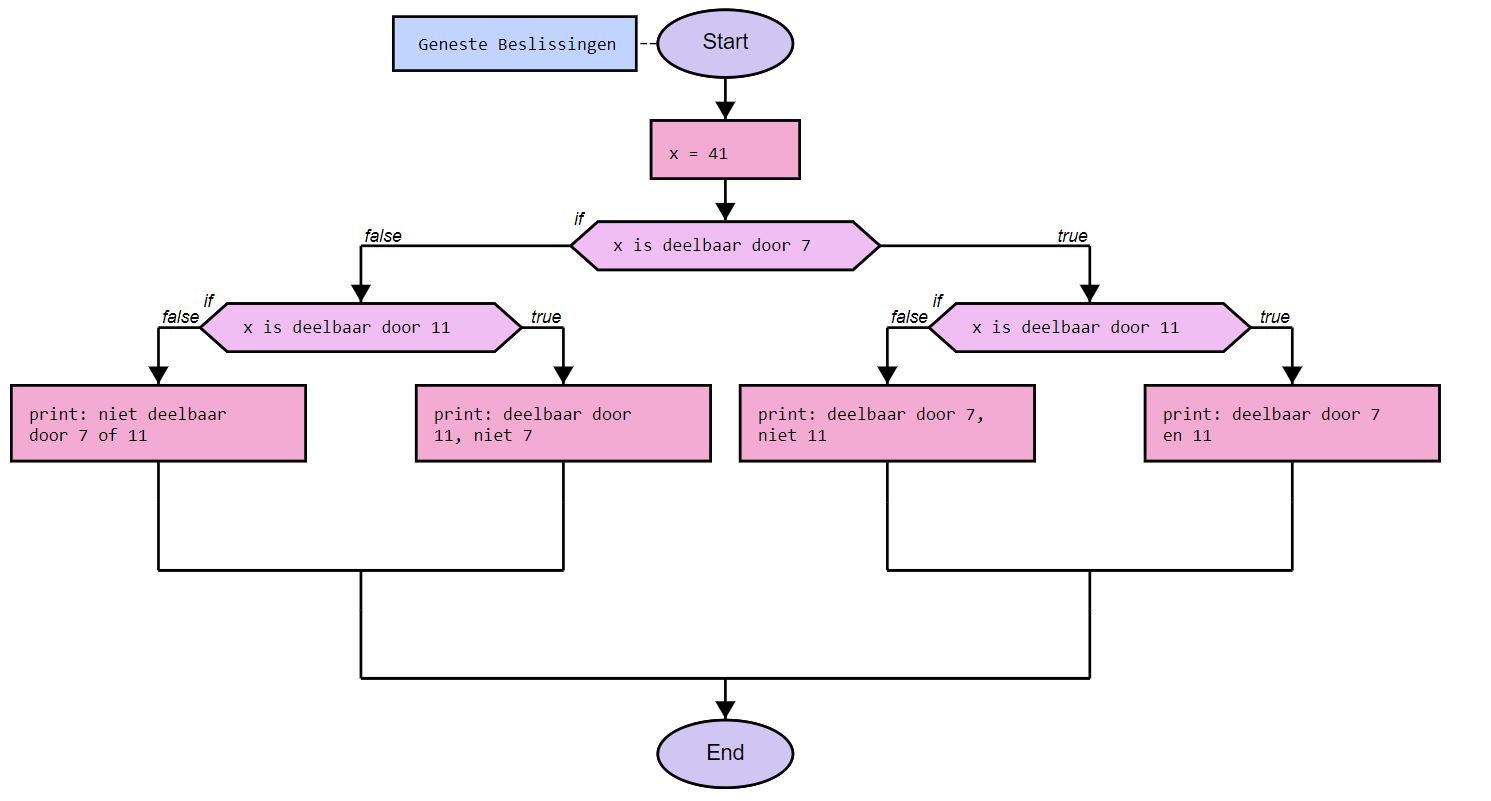 Geneste Beslissingen
Start
x = 41
if
x is deelbaar door 7
false
true
if
x is deelbaar door 11
false
true
if
x is deelbaar door 11
false
true
print: niet deelbaar
door 7 of 11
print: deelbaar door
11, niet 7
print: deelbaar door 7,
niet 11
print: deelbaar door 7
en 11
End